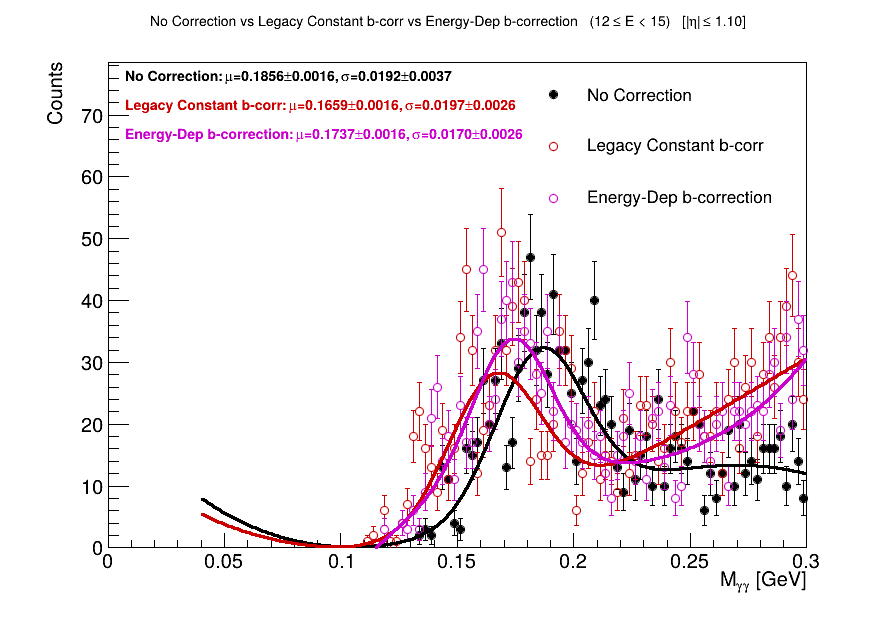 No Correction vs Legacy Constant b-corr vs Energy-Dep b-correction (12 ≤ E < 15) [|η| ≤ 1.10]
No Correction: μ=0.1856±0.0016, σ=0.0192±0.0037
Legacy Constant b-corr: μ=0.1659±0.0016, σ=0.0197±0.0026
Energy-Dep b-correction: μ=0.1737±0.0016, σ=0.0170±0.0026
No Correction
Legacy Constant b-corr
Energy-Dep b-correction
Counts
70
60
50
40
30
20
10
0
0 0.05 0.1 0.15 0.2 0.25 0.3
M_γγ [GeV]